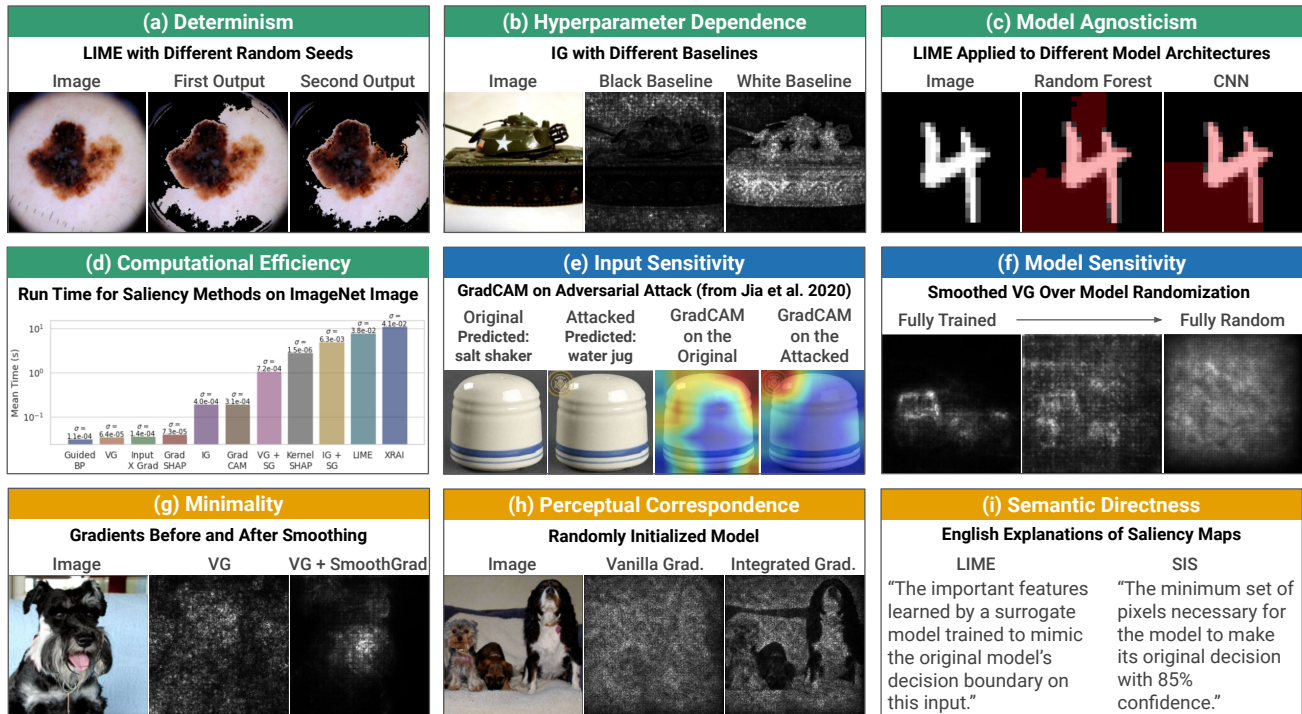 (a) Determinism
LIME with Different Random Seeds
Image
First Output
Second Output
(b) Hyperparameter Dependence
IG with Different Baselines
Image
Black Baseline
White Baseline
(c) Model Agnosticism
LIME Applied to Different Model Architectures
Image
Random Forest
CNN
(d) Computational Efficiency
Run Time for Saliency Methods on ImageNet Image
Mean Time (s)
10¹
10⁰
10⁻¹
σ =
1.1e-04
σ =
6.4e-05
σ =
1.4e-04
σ =
7.3e-05
σ =
4.0e-04
σ =
3.1e-04
σ =
7.2e-04
σ =
1.5e-06
σ =
6.3e-03
σ =
3.8e-02
σ =
4.1e-02
Guided
BP
VG
Input
X Grad
Grad
SHAP
IG
Grad
CAM
VG +
SG
Kernel
SHAP
IG +
SG
LIME
XRAI
(e) Input Sensitivity
GradCAM on Adversarial Attack (from Jia et al. 2020)
Original
Predicted:
salt shaker
Attacked
Predicted:
water jug
GradCAM
on the
Original
GradCAM
on the
Attacked
(f) Model Sensitivity
Smoothed VG Over Model Randomization
Fully Trained
Fully Random
(g) Minimality
Gradients Before and After Smoothing
Image
VG
VG + SmoothGrad
(h) Perceptual Correspondence
Randomly Initialized Model
Image
Vanilla Grad.
Integrated Grad.
(i) Semantic Directness
English Explanations of Saliency Maps
LIME
“The important features
learned by a surrogate
model trained to mimic
the original model’s
decision boundary on
this input.”
SIS
“The minimum set of
pixels necessary for
the model to make
its original decision
with 85%
confidence.”